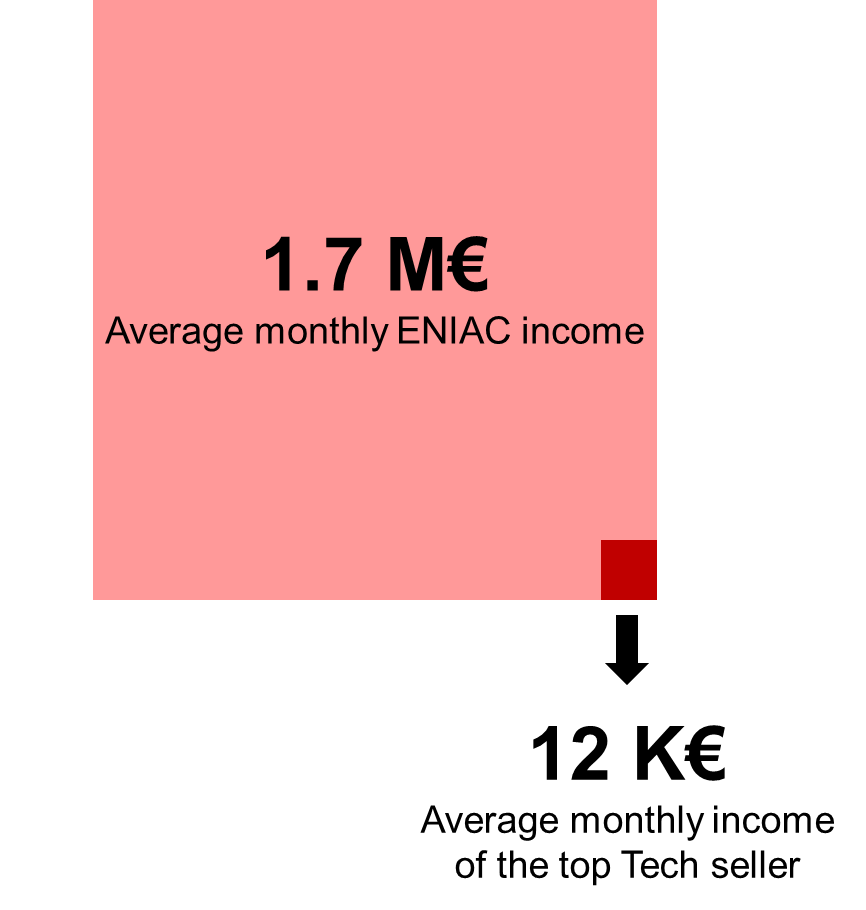 1.7 M€
Average monthly ENIAC income
12 K€
Average monthly income
of the top Tech seller